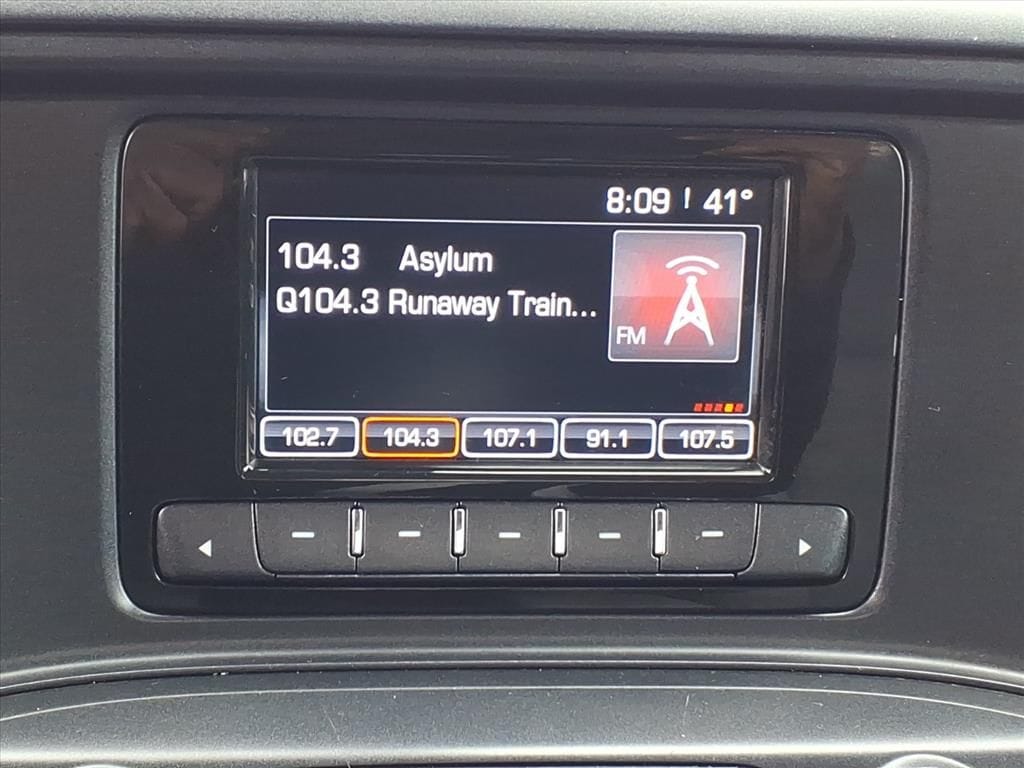 8:09 41°
104.3 Asylum
Q104.3 Runaway Train...
FM
102.7 104.3 107.1 91.1 107.5